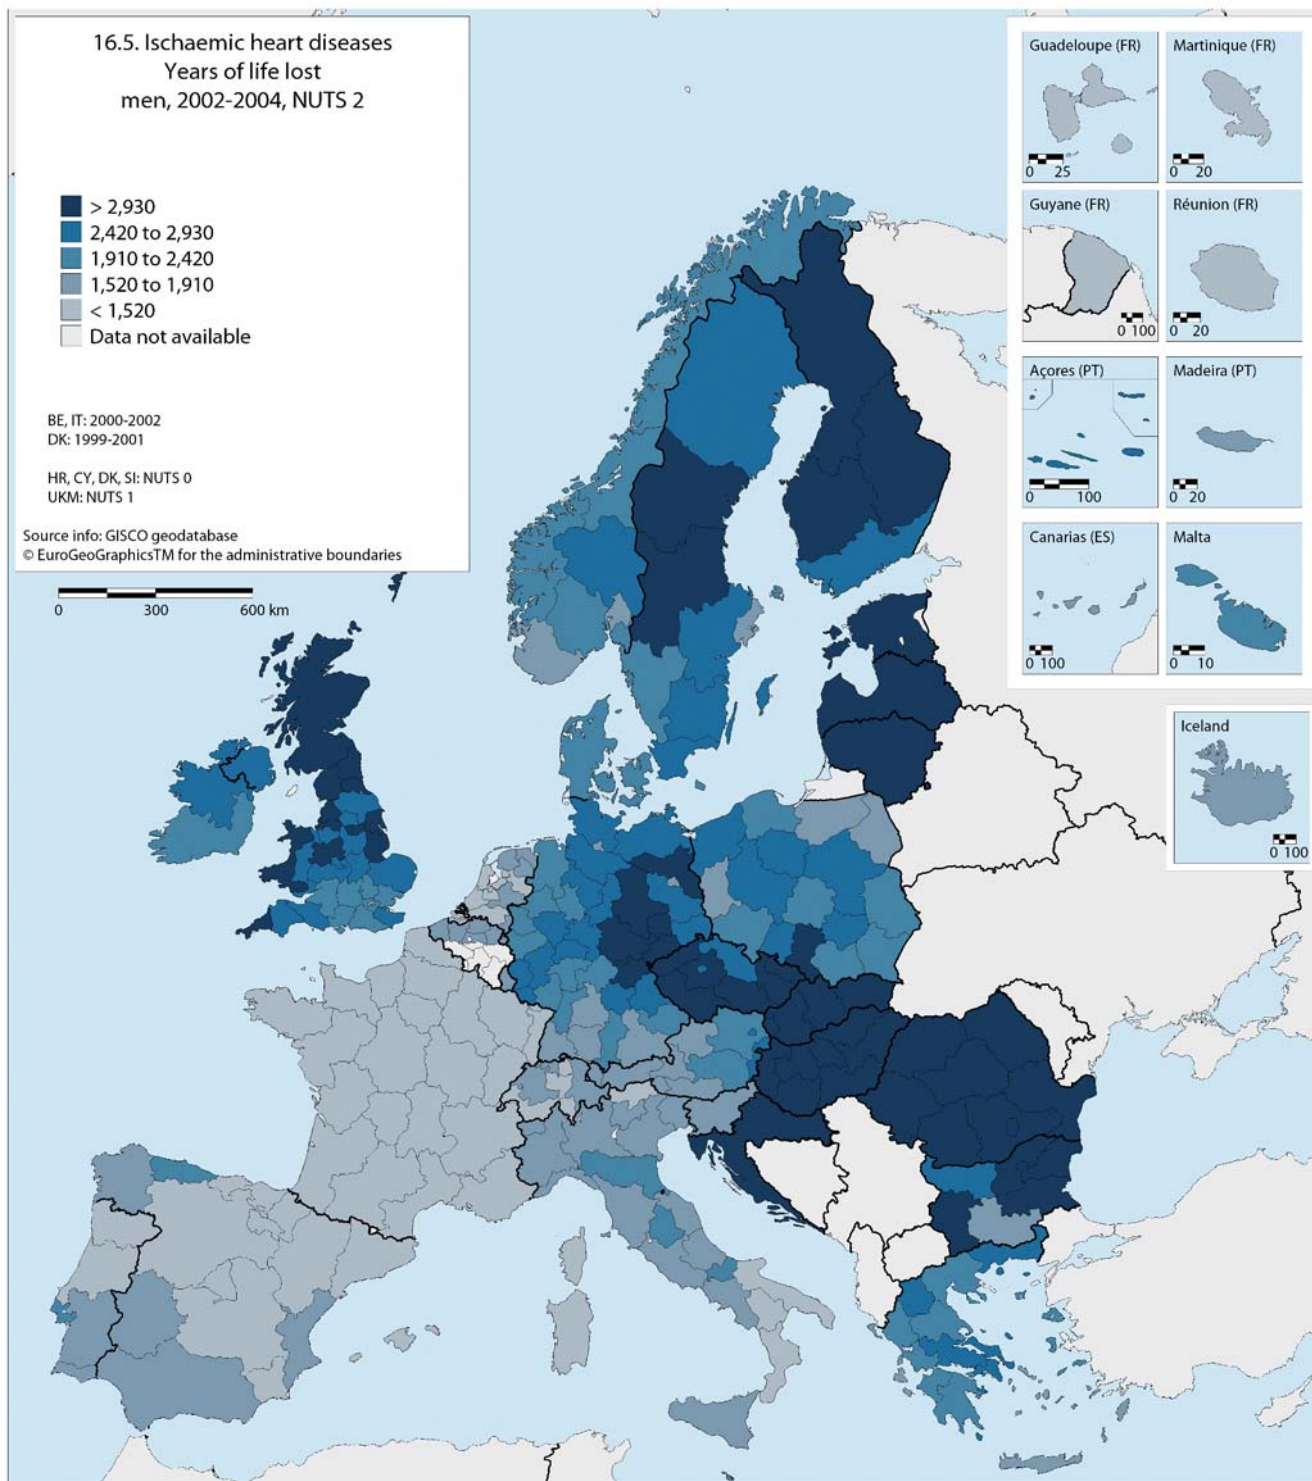 16.5. Ischaemic heart diseases
Years of life lost
men, 2002-2004, NUTS 2
> 2,930
2,420 to 2,930
1,910 to 2,420
1,520 to 1,910
< 1,520
Data not available
BE, IT: 2000-2002
DK: 1999-2001
HR, CY, DK, SI: NUTS 0
UKM: NUTS 1
Source info: GISCO geodatabase
© EuroGeoGraphicsTM for the administrative boundaries
0 300 600 km
Guadeloupe (FR)
0 25
Martinique (FR)
0 20
Guyane (FR)
0 100
Réunion (FR)
0 20
Açores (PT)
0 100
Madeira (PT)
0 20
Canarias (ES)
0 100
Malta
0 10
Iceland
0 100